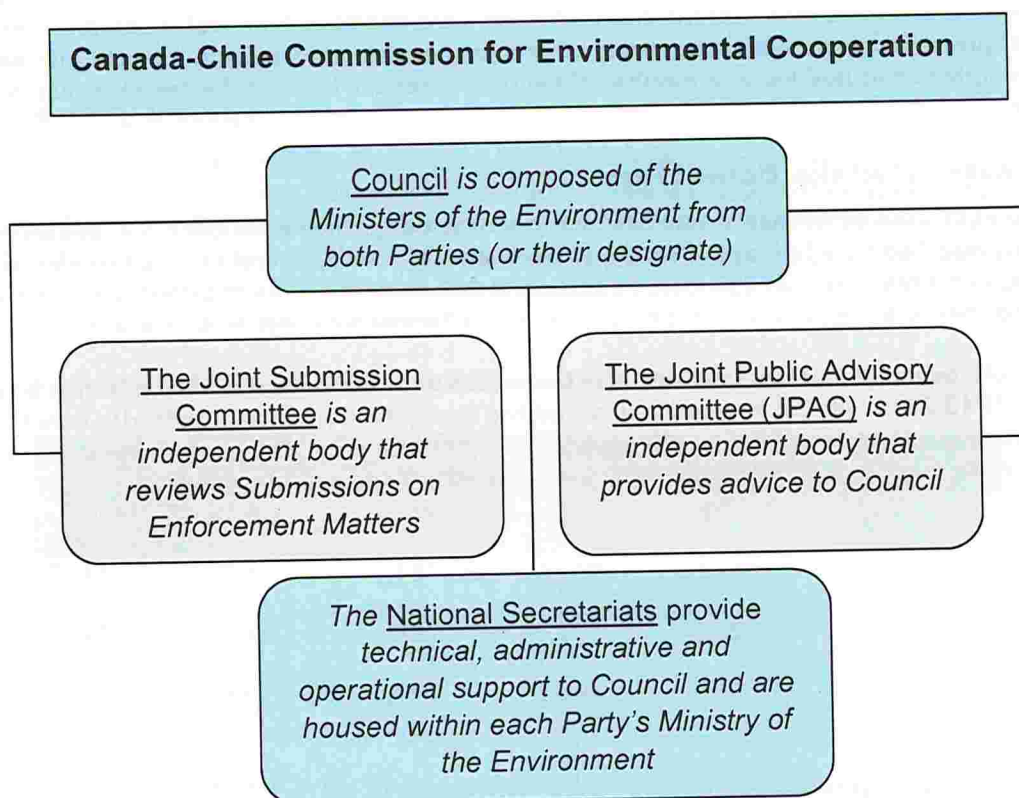 Canada-Chile Commission for Environmental Cooperation
Council is composed of the
Ministers of the Environment from
both Parties (or their designate)
The Joint Submission
Committee is an
independent body that
reviews Submissions on
Enforcement Matters
The Joint Public Advisory
Committee (JPAC) is an
independent body that
provides advice to Council
The National Secretariats provide
technical, administrative and
operational support to Council and are
housed within each Party's Ministry of
the Environment